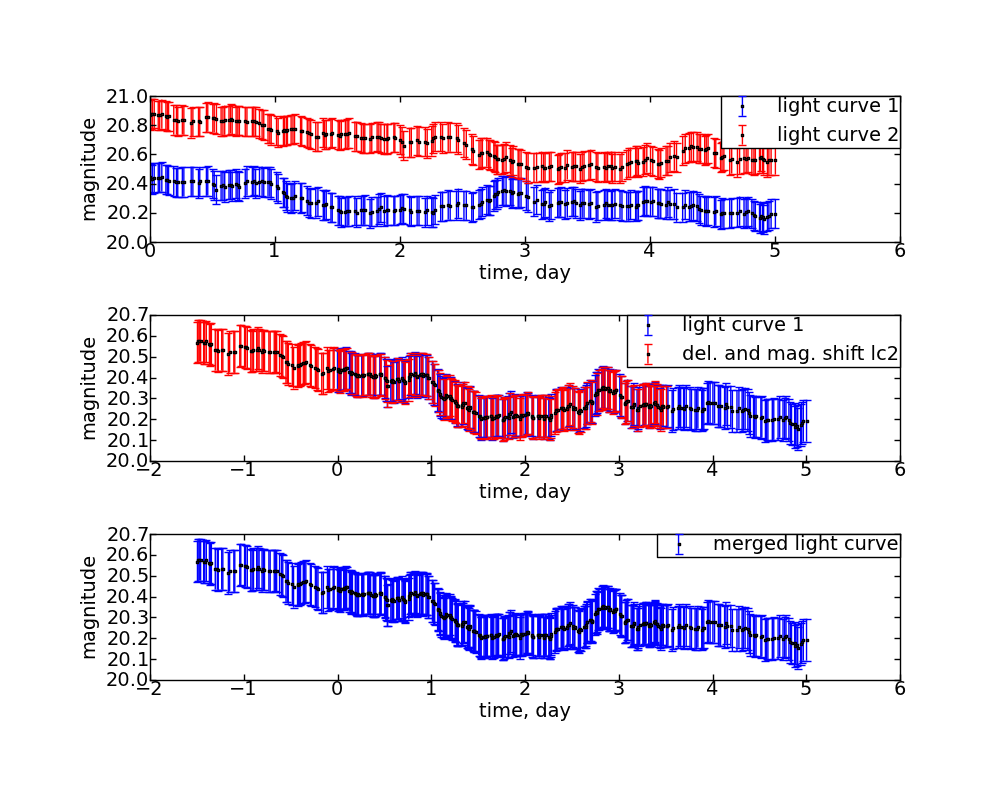 21.0
20.8
20.6
20.4
20.2
20.0
magnitude
light curve 1
light curve 2
0 1 2 3 4 5 6
time, day
20.7
20.6
20.5
20.4
20.3
20.2
20.1
20.0
magnitude
light curve 1
del. and mag. shift lc2
−2 −1 0 1 2 3 4 5 6
time, day
20.7
20.6
20.5
20.4
20.3
20.2
20.1
20.0
magnitude
merged light curve
−2 −1 0 1 2 3 4 5 6
time, day